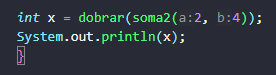 int x = dobrar(soma2(a:2, b:4));
System.out.println(x);
}